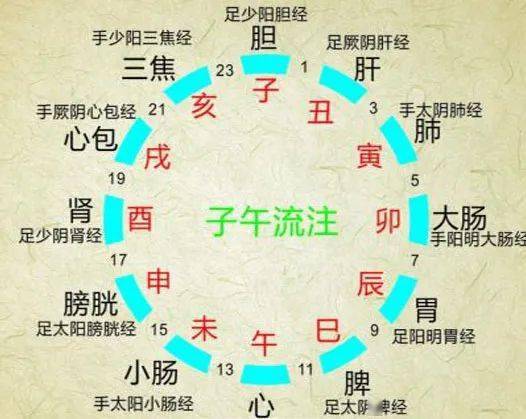 足少阳胆经
胆
23
子
1
足厥阴肝经
肝
丑
3
手太阴肺经
肺
寅
5
大肠
手阳明大肠经
卯
7
胃
足阳明胃经
辰
9
脾
足太阴脾经
巳
11
心
午
13
小肠
手太阳小肠经
未
15
膀胱
足太阳膀胱经
申
17
肾
足少阴肾经
酉
19
手厥阴心包经
心包
戌
21
手少阳三焦经
三焦
亥
子午流注